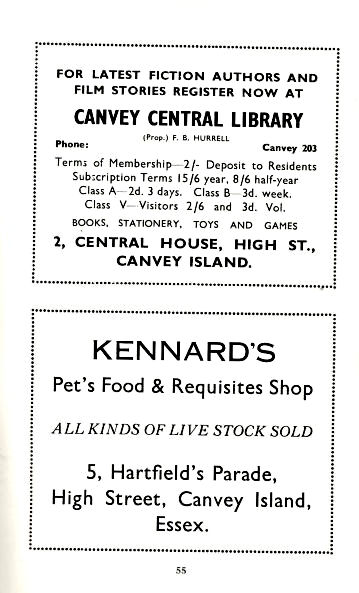 FOR LATEST FICTION AUTHORS AND
FILM STORIES REGISTER NOW AT
CANVEY CENTRAL LIBRARY
(Prop.) F. B. HURRELL
Phone: Canvey 203
Terms of Membership—2/- Deposit to Residents
Subscription Terms 15/6 year, 8/6 half-year
Class A—2d. 3 days. Class B—3d. week.
Class V—Visitors 2/6 and 3d. Vol.
BOOKS, STATIONERY, TOYS AND GAMES
2, CENTRAL HOUSE, HIGH ST.,
CANVEY ISLAND.
KENNARD'S
Pet's Food & Requisites Shop
ALL KINDS OF LIVE STOCK SOLD
5, Hartfield's Parade,
High Street, Canvey Island,
Essex.
55